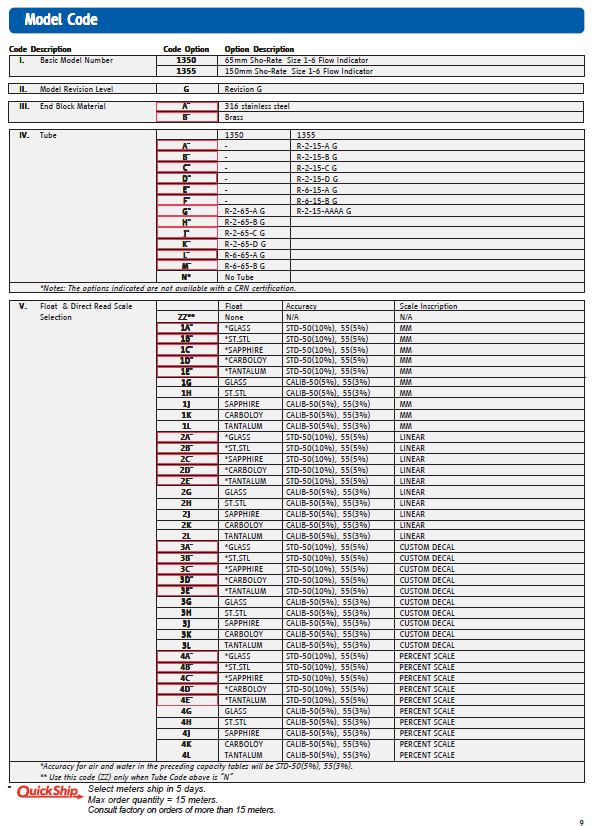 Model Code
Code Description Code Option Option Description
I. Basic Model Number 1350 65mm Sho-Rate Size 1-6 Flow Indicator
1355 150mm Sho-Rate Size 1-6 Flow Indicator
II. Model Revision Level G Revision G
III. End Block Material A" 316 stainless steel
B" Brass
IV. Tube 1350 1355
A" - R-2-15-A G
B" - R-2-15-B G
C" - R-2-15-C G
D" - R-2-15-D G
E" - R-6-15-A G
F" - R-6-15-B G
G" R-2-65-A G R-2-15-AAAA G
H" R-2-65-B G
J" R-2-65-C G
K" R-2-65-D G
L" R-6-65-A G
M" R-6-65-B G
N* No Tube
*Notes: The options indicated are not available with a CRN certification.
V. Float & Direct Read Scale Float Accuracy Scale Inscription
Selection ZZ** None N/A N/A
1A" *GLASS STD-50(10%), 55(5%) MM
1B" *ST.STL STD-50(10%), 55(5%) MM
1C" *SAPPHIRE STD-50(10%), 55(5%) MM
1D" *CARBOLOY STD-50(10%), 55(5%) MM
1E" *TANTALUM STD-50(10%), 55(5%) MM
1G GLASS CALIB-50(5%), 55(3%) MM
1H ST.STL CALIB-50(5%), 55(3%) MM
1J SAPPHIRE CALIB-50(5%), 55(3%) MM
1K CARBOLOY CALIB-50(5%), 55(3%) MM
1L TANTALUM CALIB-50(5%), 55(3%) MM
2A" *GLASS STD-50(10%), 55(5%) LINEAR
2B" *ST.STL STD-50(10%), 55(5%) LINEAR
2C" *SAPPHIRE STD-50(10%), 55(5%) LINEAR
2D" *CARBOLOY STD-50(10%), 55(5%) LINEAR
2E" *TANTALUM STD-50(10%), 55(5%) LINEAR
2G GLASS CALIB-50(5%), 55(3%) LINEAR
2H ST.STL CALIB-50(5%), 55(3%) LINEAR
2J SAPPHIRE CALIB-50(5%), 55(3%) LINEAR
2K CARBOLOY CALIB-50(5%), 55(3%) LINEAR
2L TANTALUM CALIB-50(5%), 55(3%) LINEAR
3A" *GLASS STD-50(10%), 55(5%) CUSTOM DECAL
3B" *ST.STL STD-50(10%), 55(5%) CUSTOM DECAL
3C" *SAPPHIRE STD-50(10%), 55(5%) CUSTOM DECAL
3D" *CARBOLOY STD-50(10%), 55(5%) CUSTOM DECAL
3E" *TANTALUM STD-50(10%), 55(5%) CUSTOM DECAL
3G GLASS CALIB-50(5%), 55(3%) CUSTOM DECAL
3H ST.STL CALIB-50(5%), 55(3%) CUSTOM DECAL
3J SAPPHIRE CALIB-50(5%), 55(3%) CUSTOM DECAL
3K CARBOLOY CALIB-50(5%), 55(3%) CUSTOM DECAL
3L TANTALUM CALIB-50(5%), 55(3%) CUSTOM DECAL
4A" *GLASS STD-50(10%), 55(5%) PERCENT SCALE
4B" *ST.STL STD-50(10%), 55(5%) PERCENT SCALE
4C" *SAPPHIRE STD-50(10%), 55(5%) PERCENT SCALE
4D" *CARBOLOY STD-50(10%), 55(5%) PERCENT SCALE
4E" *TANTALUM STD-50(10%), 55(5%) PERCENT SCALE
4G GLASS CALIB-50(5%), 55(3%) PERCENT SCALE
4H ST.STL CALIB-50(5%), 55(3%) PERCENT SCALE
4J SAPPHIRE CALIB-50(5%), 55(3%) PERCENT SCALE
4K CARBOLOY CALIB-50(5%), 55(3%) PERCENT SCALE
4L TANTALUM CALIB-50(5%), 55(3%) PERCENT SCALE
*Accuracy for air and water in the preceding capacity tables will be STD-50(5%), 55(3%).
** Use this code (ZZ) only when Tube Code above is "N"
" QuickShip Select meters ship in 5 days.
Max order quantity = 15 meters.
Consult factory on orders of more than 15 meters.
9